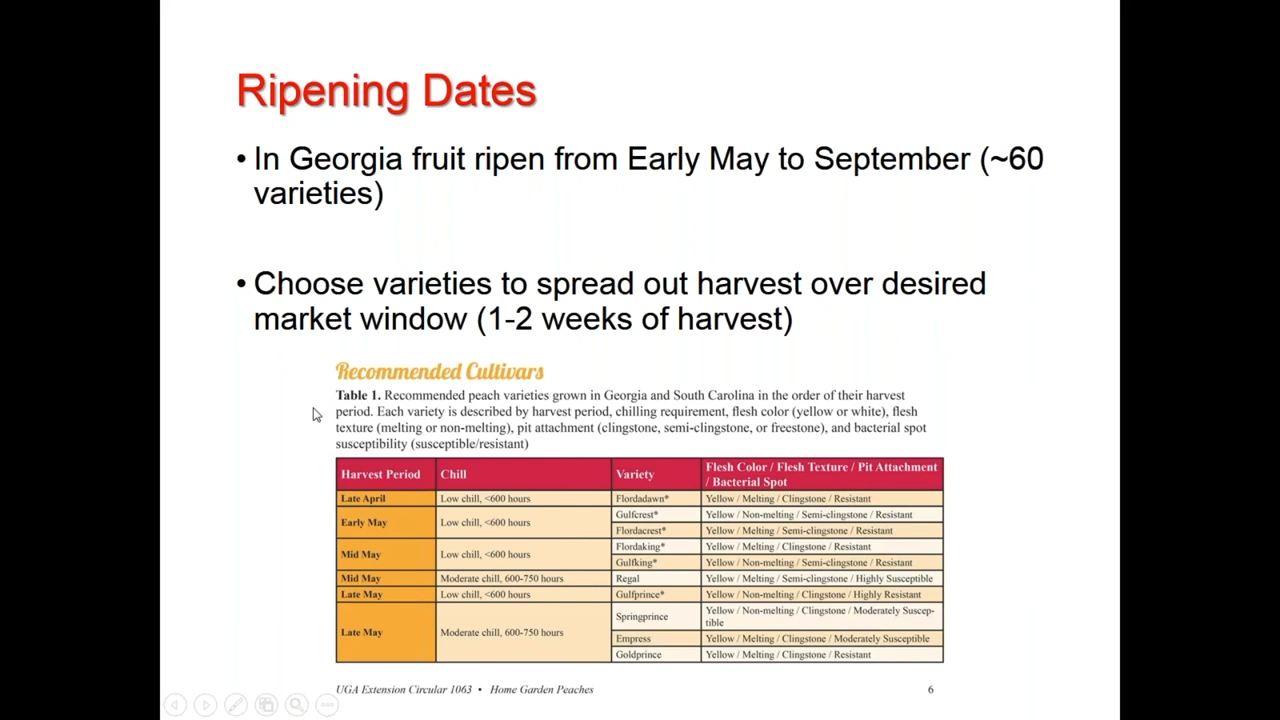 Ripening Dates
• In Georgia fruit ripen from Early May to September (~60
varieties)
• Choose varieties to spread out harvest over desired
market window (1-2 weeks of harvest)
Recommended Cultivars
Table 1. Recommended peach varieties grown in Georgia and South Carolina in the order of their harvest
period. Each variety is described by harvest period, chilling requirement, flesh color (yellow or white), flesh
texture (melting or non-melting), pit attachment (clingstone, semi-clingstone, or freestone), and bacterial spot
susceptibility (susceptible/resistant)
Harvest Period Chill Variety Flesh Color / Flesh Texture / Pit Attachment
/ Bacterial Spot
Late April Low chill, <600 hours Flordadawn* Yellow / Melting / Clingstone / Resistant
Early May Low chill, <600 hours Gulfcrest* Yellow / Non-melting / Semi-clingstone / Resistant
Flordacrest* Yellow / Melting / Semi-clingstone / Resistant
Mid May Low chill, <600 hours Flordaking* Yellow / Melting / Clingstone / Resistant
Gulfking* Yellow / Non-melting / Semi-clingstone / Resistant
Mid May Moderate chill, 600-750 hours Regal Yellow / Melting / Semi-clingstone / Highly Susceptible
Late May Low chill, <600 hours Gulfprince* Yellow / Non-melting / Clingstone / Highly Resistant
Late May Moderate chill, 600-750 hours Springprince Yellow / Non-melting / Clingstone / Moderately Suscep-
tible
Empress Yellow / Melting / Clingstone / Moderately Susceptible
Goldprince Yellow / Melting / Clingstone / Resistant
UGA Extension Circular 1063 • Home Garden Peaches 6